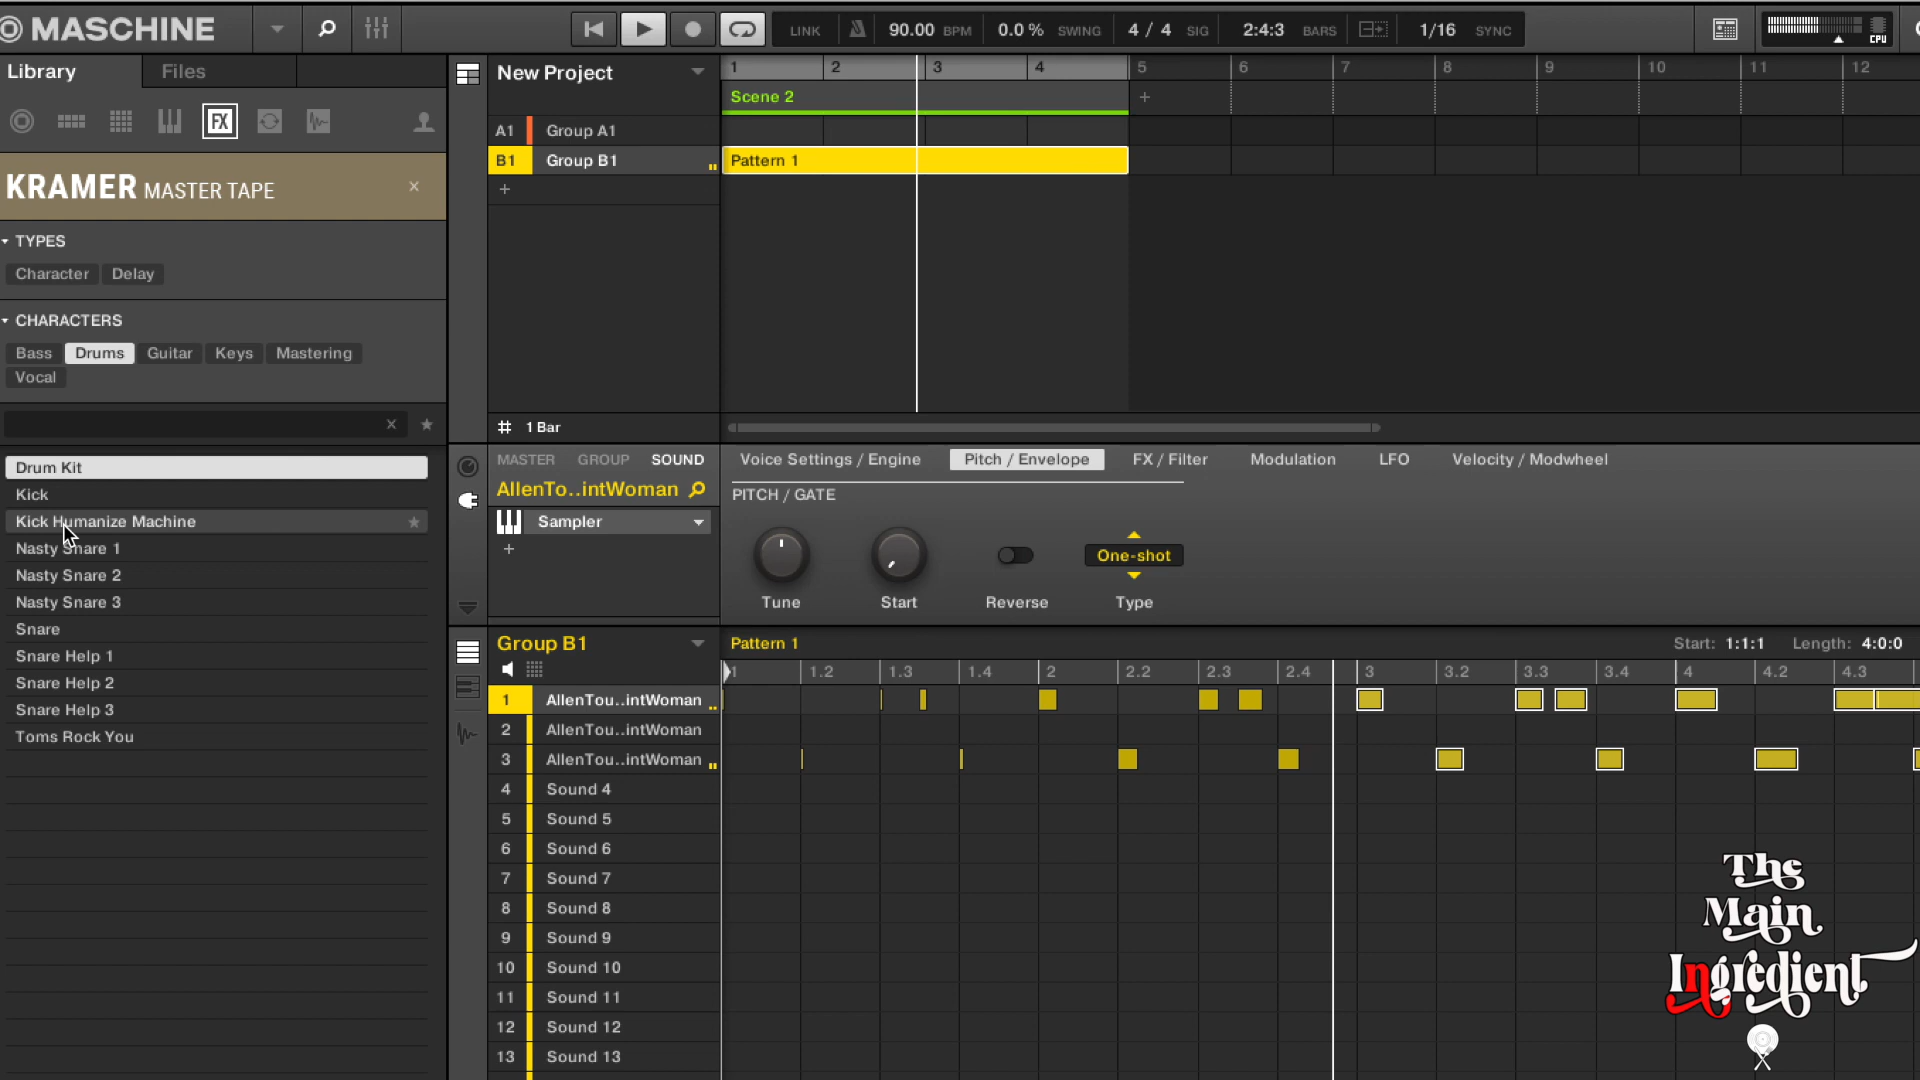 MASCHINE
LINK 90.00 BPM 0.0 % SWING 4 / 4 SIG 2:4:3 BARS 1/16 SYNC CPU
Library Files
FX
KRAMER MASTER TAPE ×
TYPES
Character Delay
CHARACTERS
Bass Drums Guitar Keys Mastering
Vocal
Drum Kit
Kick
Kick Humanize Machine
Nasty Snare 1
Nasty Snare 2
Nasty Snare 3
Snare
Snare Help 1
Snare Help 2
Snare Help 3
Toms Rock You
New Project
1 2 3 4 5 6 7 8 9 10 11 12
Scene 2
A1 Group A1
B1 Group B1
Pattern 1
1 Bar
MASTER GROUP SOUND
AllenTo..intWoman
Sampler
Voice Settings / Engine Pitch / Envelope FX / Filter Modulation LFO Velocity / Modwheel
PITCH / GATE
One-shot
Tune Start Reverse Type
Group B1
Pattern 1
Start: 1:1:1 Length: 4:0:0
1 1.2 1.3 1.4 2 2.2 2.3 2.4 3 3.2 3.3 3.4 4 4.2 4.3
1 AllenTou..intWoman
2 AllenTou..intWoman
3 AllenTou..intWoman
4 Sound 4
5 Sound 5
6 Sound 6
7 Sound 7
8 Sound 8
9 Sound 9
10 Sound 10
11 Sound 11
12 Sound 12
13 Sound 13
The
Main
Ingredient